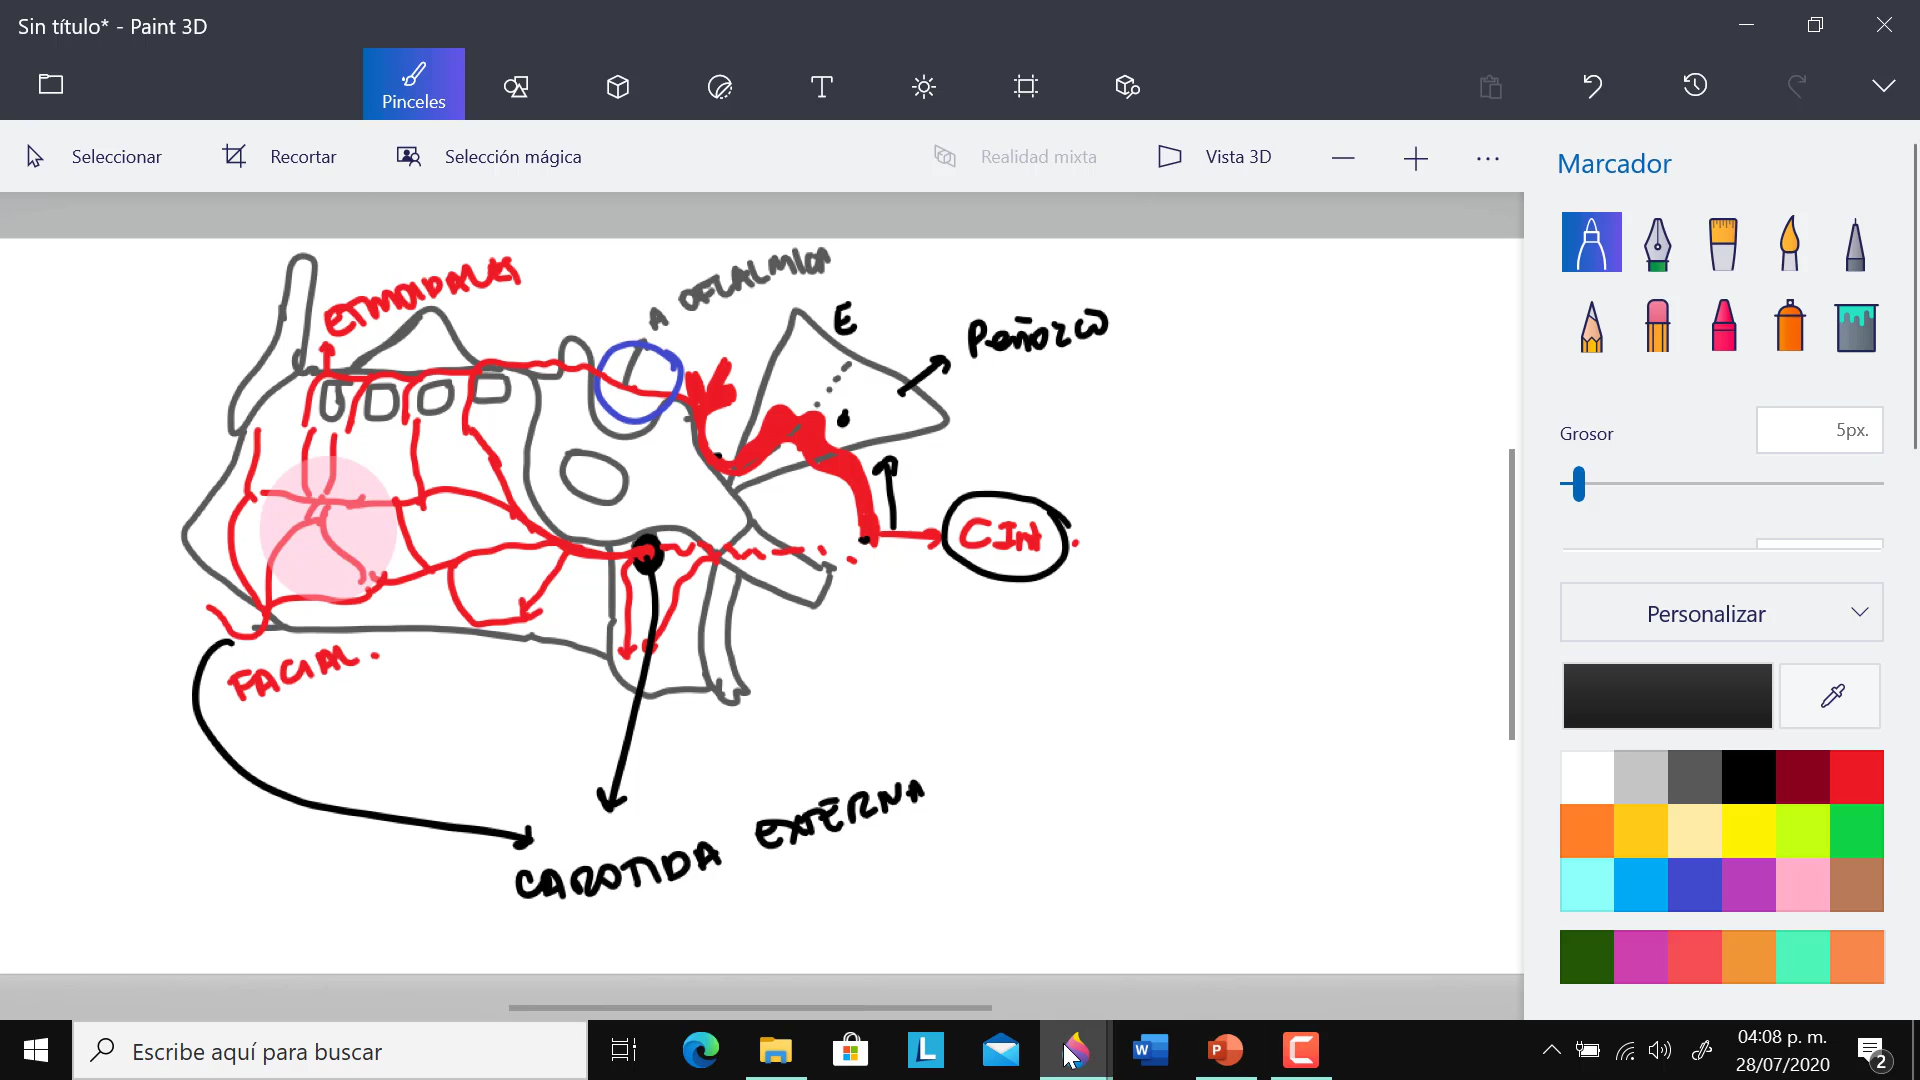 Sin título* - Paint 3D
Pinceles
Seleccionar
Recortar
Selección mágica
Realidad mixta
Vista 3D
Marcador
Grosor
5px.
Personalizar
ETMOIDALES
A OFTALMICA
E
PEÑAZCO
CIN
FACIAL.
CAROTIDA EXTERNA
Escribe aquí para buscar
L
W
P
C
04:08 p. m.
28/07/2020
2